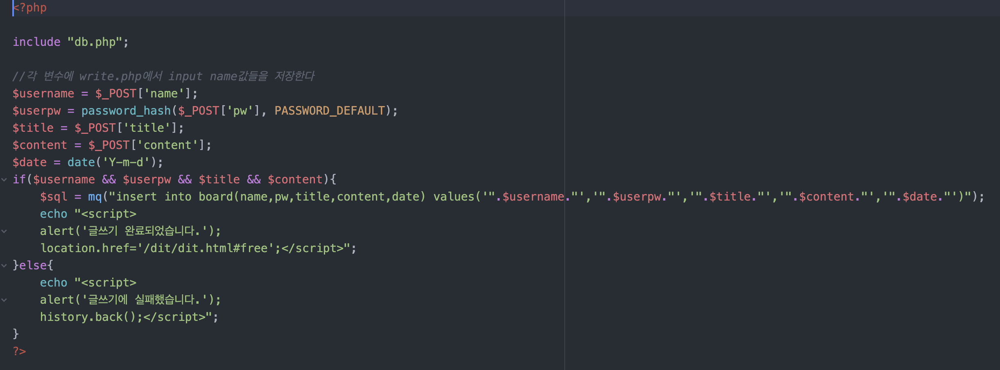 <?php
include "db.php";
//각 변수에 write.php에서 input name값들을 저장한다
$username = $_POST['name'];
$userpw = password_hash($_POST['pw'], PASSWORD_DEFAULT);
$title = $_POST['title'];
$content = $_POST['content'];
$date = date('Y-m-d');
if($username && $userpw && $title && $content){
    $sql = mq("insert into board(name,pw,title,content,date) values('".$username."','".$userpw."','".$title."','".$content."','".$date."')");
    echo "<script>
    alert('글쓰기 완료되었습니다.');
    location.href='/dit/dit.html#free';</script>";
}else{
    echo "<script>
    alert('글쓰기에 실패했습니다.');
    history.back();</script>";
}
?>